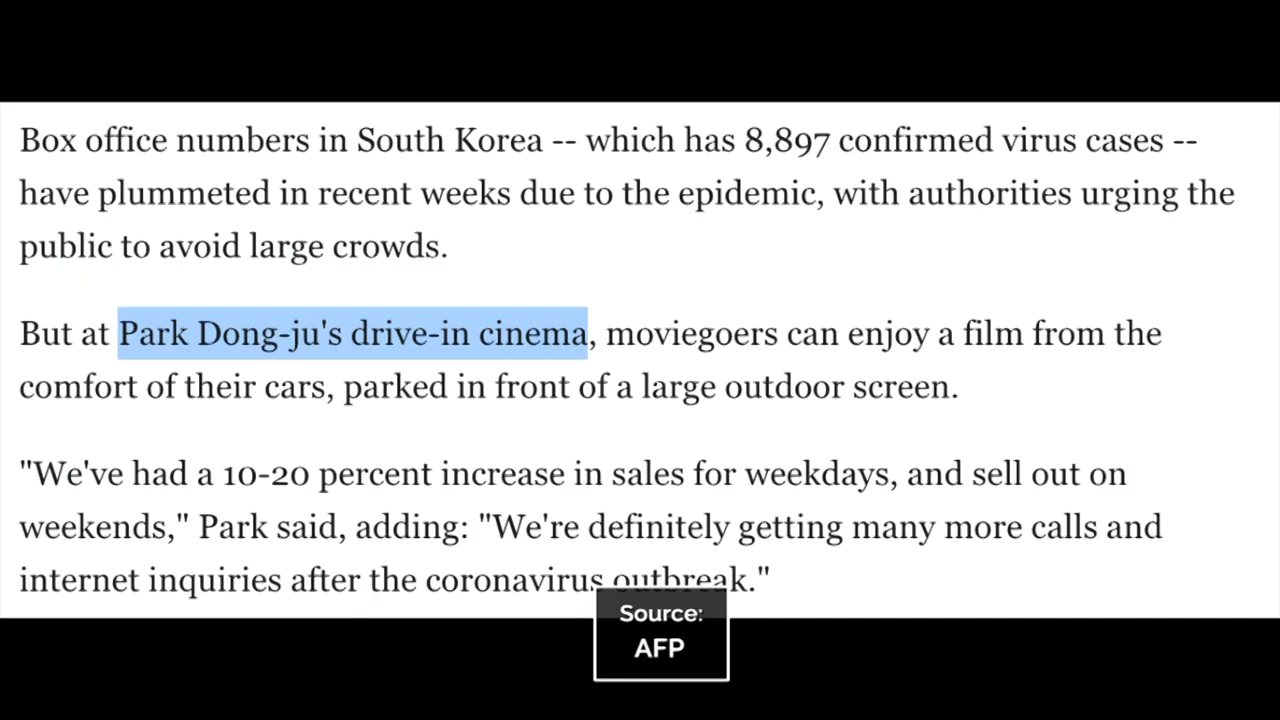 Box office numbers in South Korea -- which has 8,897 confirmed virus cases --
have plummeted in recent weeks due to the epidemic, with authorities urging the
public to avoid large crowds.
But at Park Dong-ju's drive-in cinema, moviegoers can enjoy a film from the
comfort of their cars, parked in front of a large outdoor screen.
"We've had a 10-20 percent increase in sales for weekdays, and sell out on
weekends," Park said, adding: "We're definitely getting many more calls and
internet inquiries after the coronavirus outbreak."
Source:
AFP